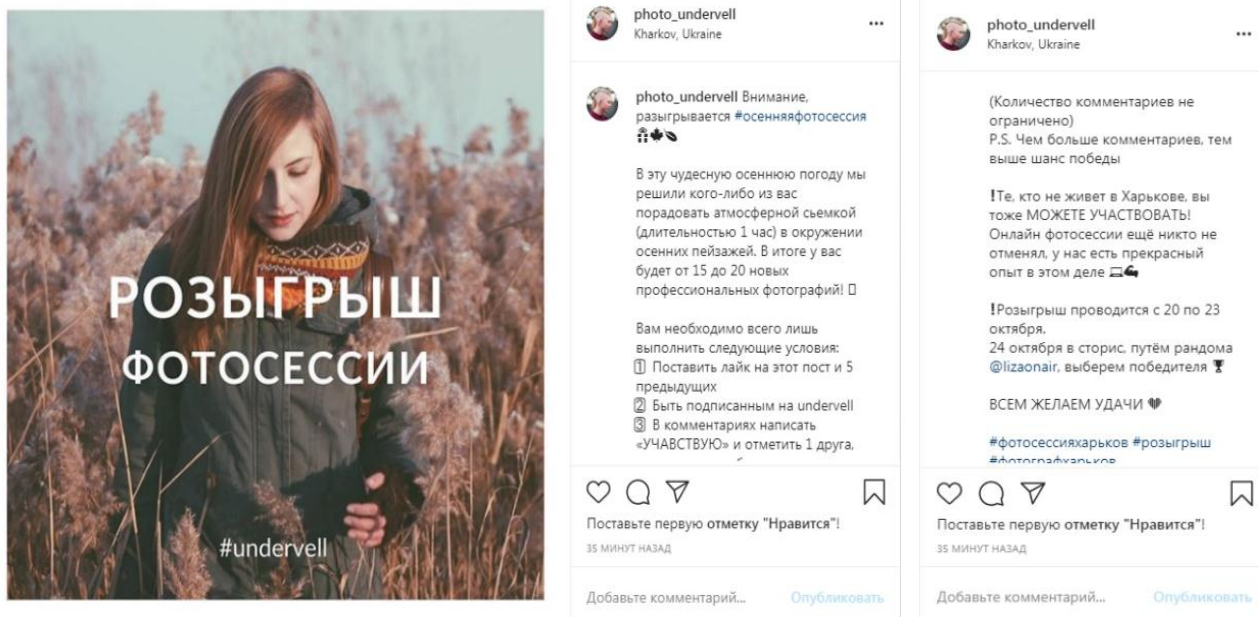 РОЗЫГРЫШ
ФОТОСЕССИИ
#undervell
photo_undervell
Kharkov, Ukraine
photo_undervell Внимание,
разыгрывается #осенняяфотосессия
В эту чудесную осеннюю погоду мы
решили кого-либо из вас
порадовать атмосферной сьемкой
(длительностью 1 час) в окружении
осенних пейзажей. В итоге у вас
будет от 15 до 20 новых
профессиональных фотографий!
Вам необходимо всего лишь
выполнить следующие условия:
1 Поставить лайк на этот пост и 5
предыдущих
2 Быть подписанным на undervell
3 В комментариях написать
«УЧАВСТВУЮ» и отметить 1 друга,
Поставьте первую отметку "Нравится"!
35 МИНУТ НАЗАД
Добавьте комментарий... Опубликовать
photo_undervell
Kharkov, Ukraine
(Количество комментариев не
ограничено)
P.S. Чем больше комментариев, тем
выше шанс победы
!Те, кто не живет в Харькове, вы
тоже МОЖЕТЕ УЧАСТВОВАТЬ!
Онлайн фотосессии ещё никто не
отменял, у нас есть прекрасный
опыт в этом деле
!Розыгрыш проводится с 20 по 23
октября.
24 октября в сторис, путём рандома
@lizaonair, выберем победителя
ВСЕМ ЖЕЛАЕМ УДАЧИ
#фотосессияхарьков #розыгрыш
#фотографхарьков
Поставьте первую отметку "Нравится"!
35 МИНУТ НАЗАД
Добавьте комментарий... Опубликовать